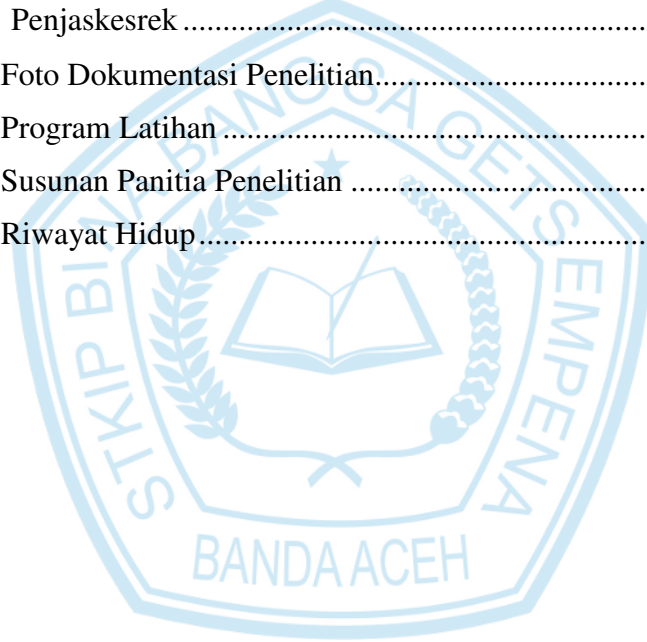 Penjaskesrek ..........................................................
Foto Dokumentasi Penelitian..................................
Program Latihan .....................................................
Susunan Panitia Penelitian .....................................
Riwayat Hidup........................................................
STKIP BINA BANGSA GETSEMPENA
BANDA ACEH